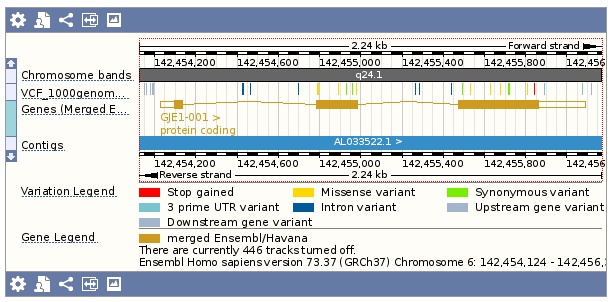 2.24 kb Forward strand
142,454,200 142,454,600 142,455,000 142,455,400 142,455,800 142,456
Chromosome bands q24.1
VCF_1000genom...
Genes (Merged E...
GJE1-001 >
protein coding
Contigs AL033522.1 >
142,454,200 142,454,600 142,455,000 142,455,400 142,455,800 142,456
Reverse strand 2.24 kb
Variation Legend Stop gained Missense variant Synonymous variant
3 prime UTR variant Intron variant Upstream gene variant
Downstream gene variant
Gene Legend merged Ensembl/Havana
There are currently 446 tracks turned off.
Ensembl Homo sapiens version 73.37 (GRCh37) Chromosome 6: 142,454,124 - 142,456,